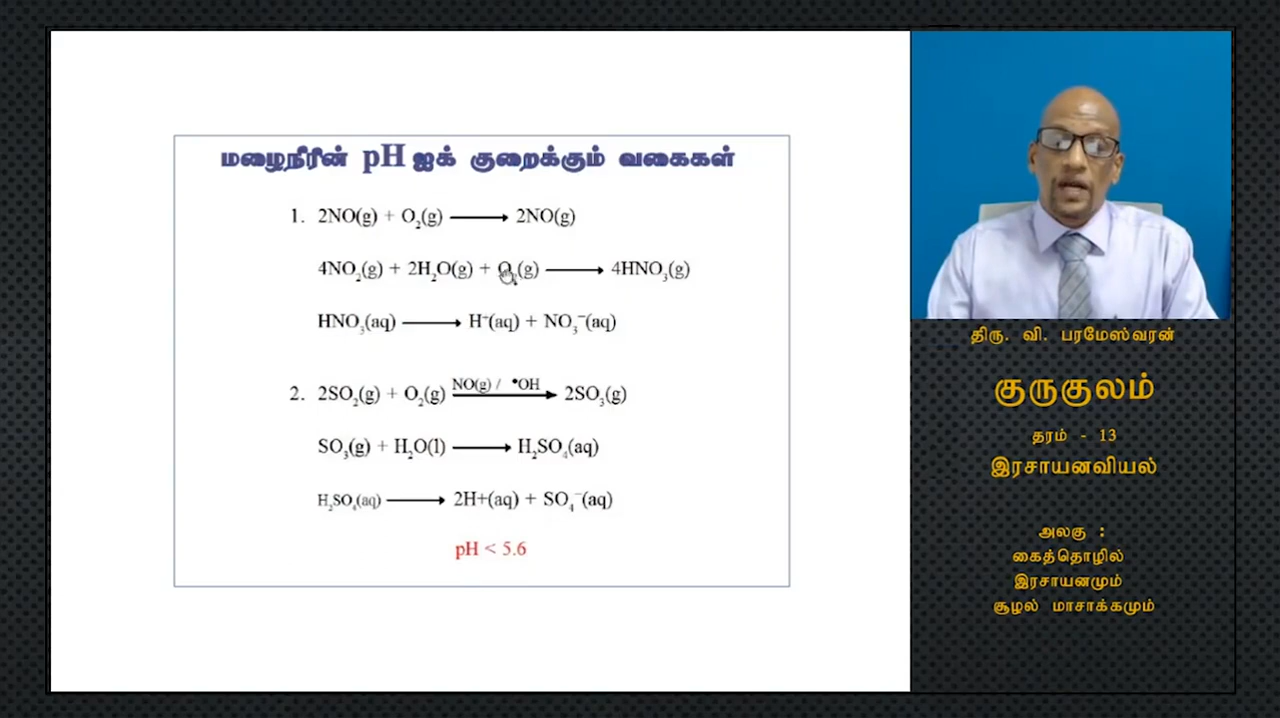 மழைநீரின் pH ஐக் குறைக்கும் வகைகள்
1. 2NO(g) + O₂(g) ⟶ 2NO(g)
4NO₂(g) + 2H₂O(g) + O₂(g) ⟶ 4HNO₃(g)
HNO₃(aq) ⟶ H⁺(aq) + NO₃⁻(aq)
2. 2SO₂(g) + O₂(g) NO(g) / •OH ⟶ 2SO₃(g)
SO₃(g) + H₂O(l) ⟶ H₂SO₄(aq)
H₂SO₄(aq) ⟶ 2H+(aq) + SO₄⁻(aq)
pH < 5.6
திரு. வி. பரமேஸ்வரன்
குருகுலம்
தரம் - 13
இரசாயனவியல்
அலகு :
கைத்தொழில்
இரசாயனமும்
சூழல் மாசாக்கமும்